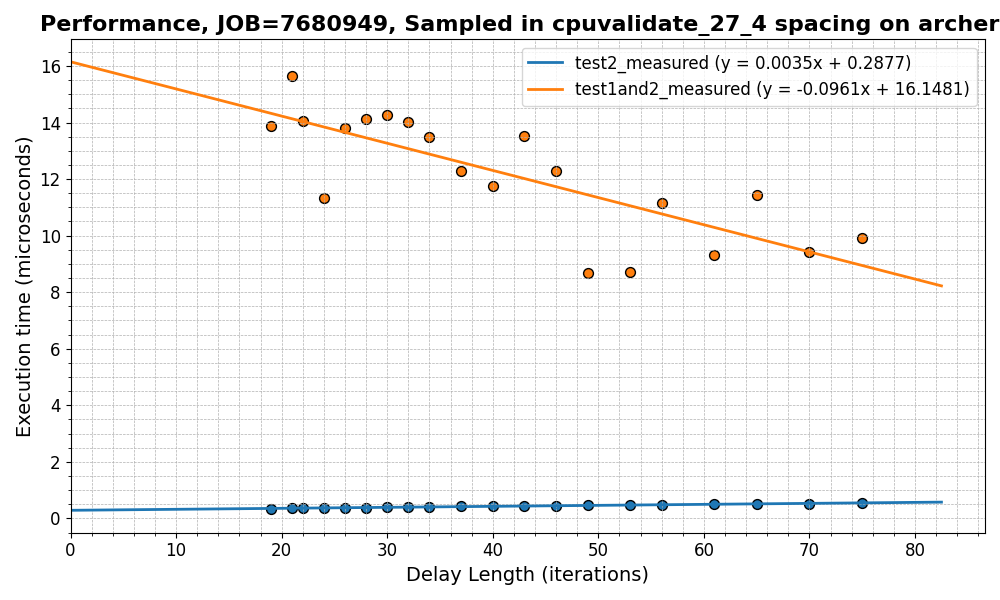 Performance, JOB=7680949, Sampled in cpuvalidate_27_4 spacing on archer
test2_measured (y = 0.0035x + 0.2877)
test1and2_measured (y = -0.0961x + 16.1481)
Execution time (microseconds)
16
14
12
10
8
6
4
2
0
0 10 20 30 40 50 60 70 80
Delay Length (iterations)